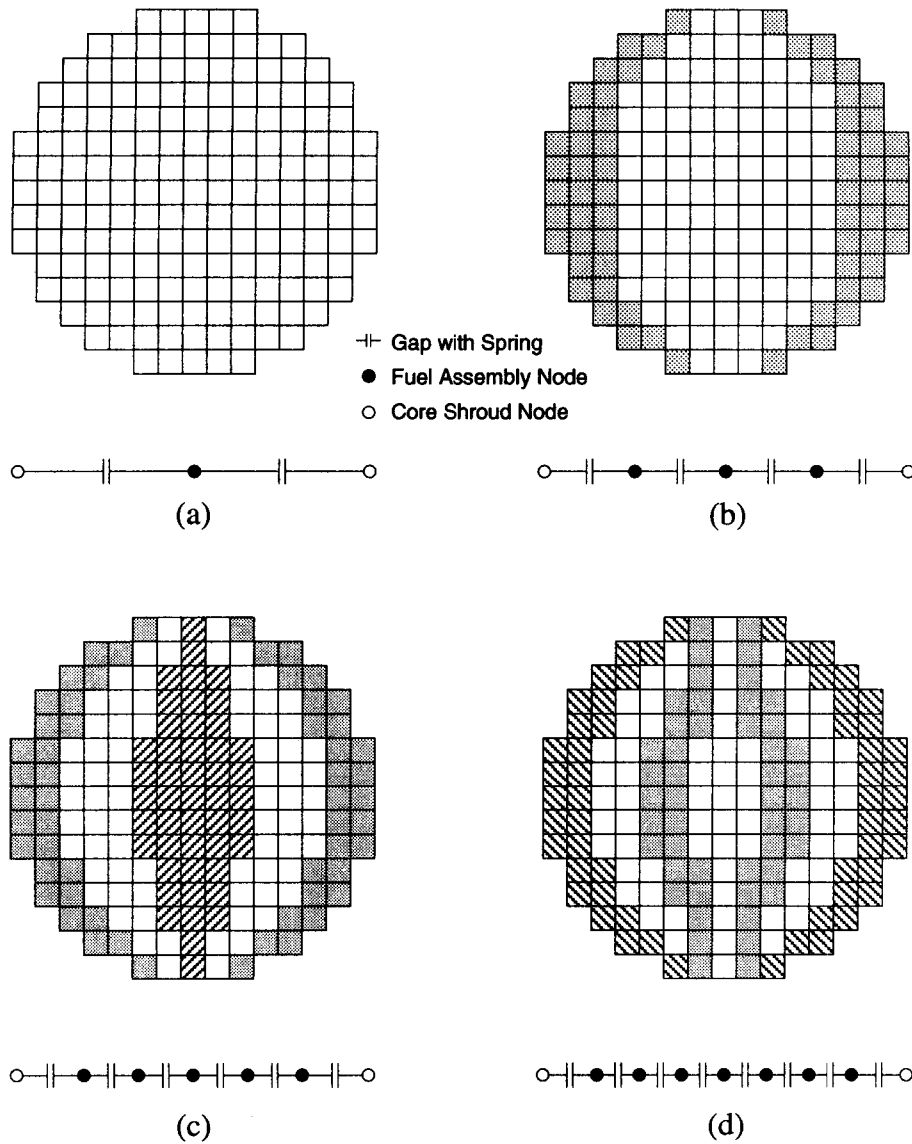 Gap with Spring
Fuel Assembly Node
Core Shroud Node
(a)
(b)
(c)
(d)